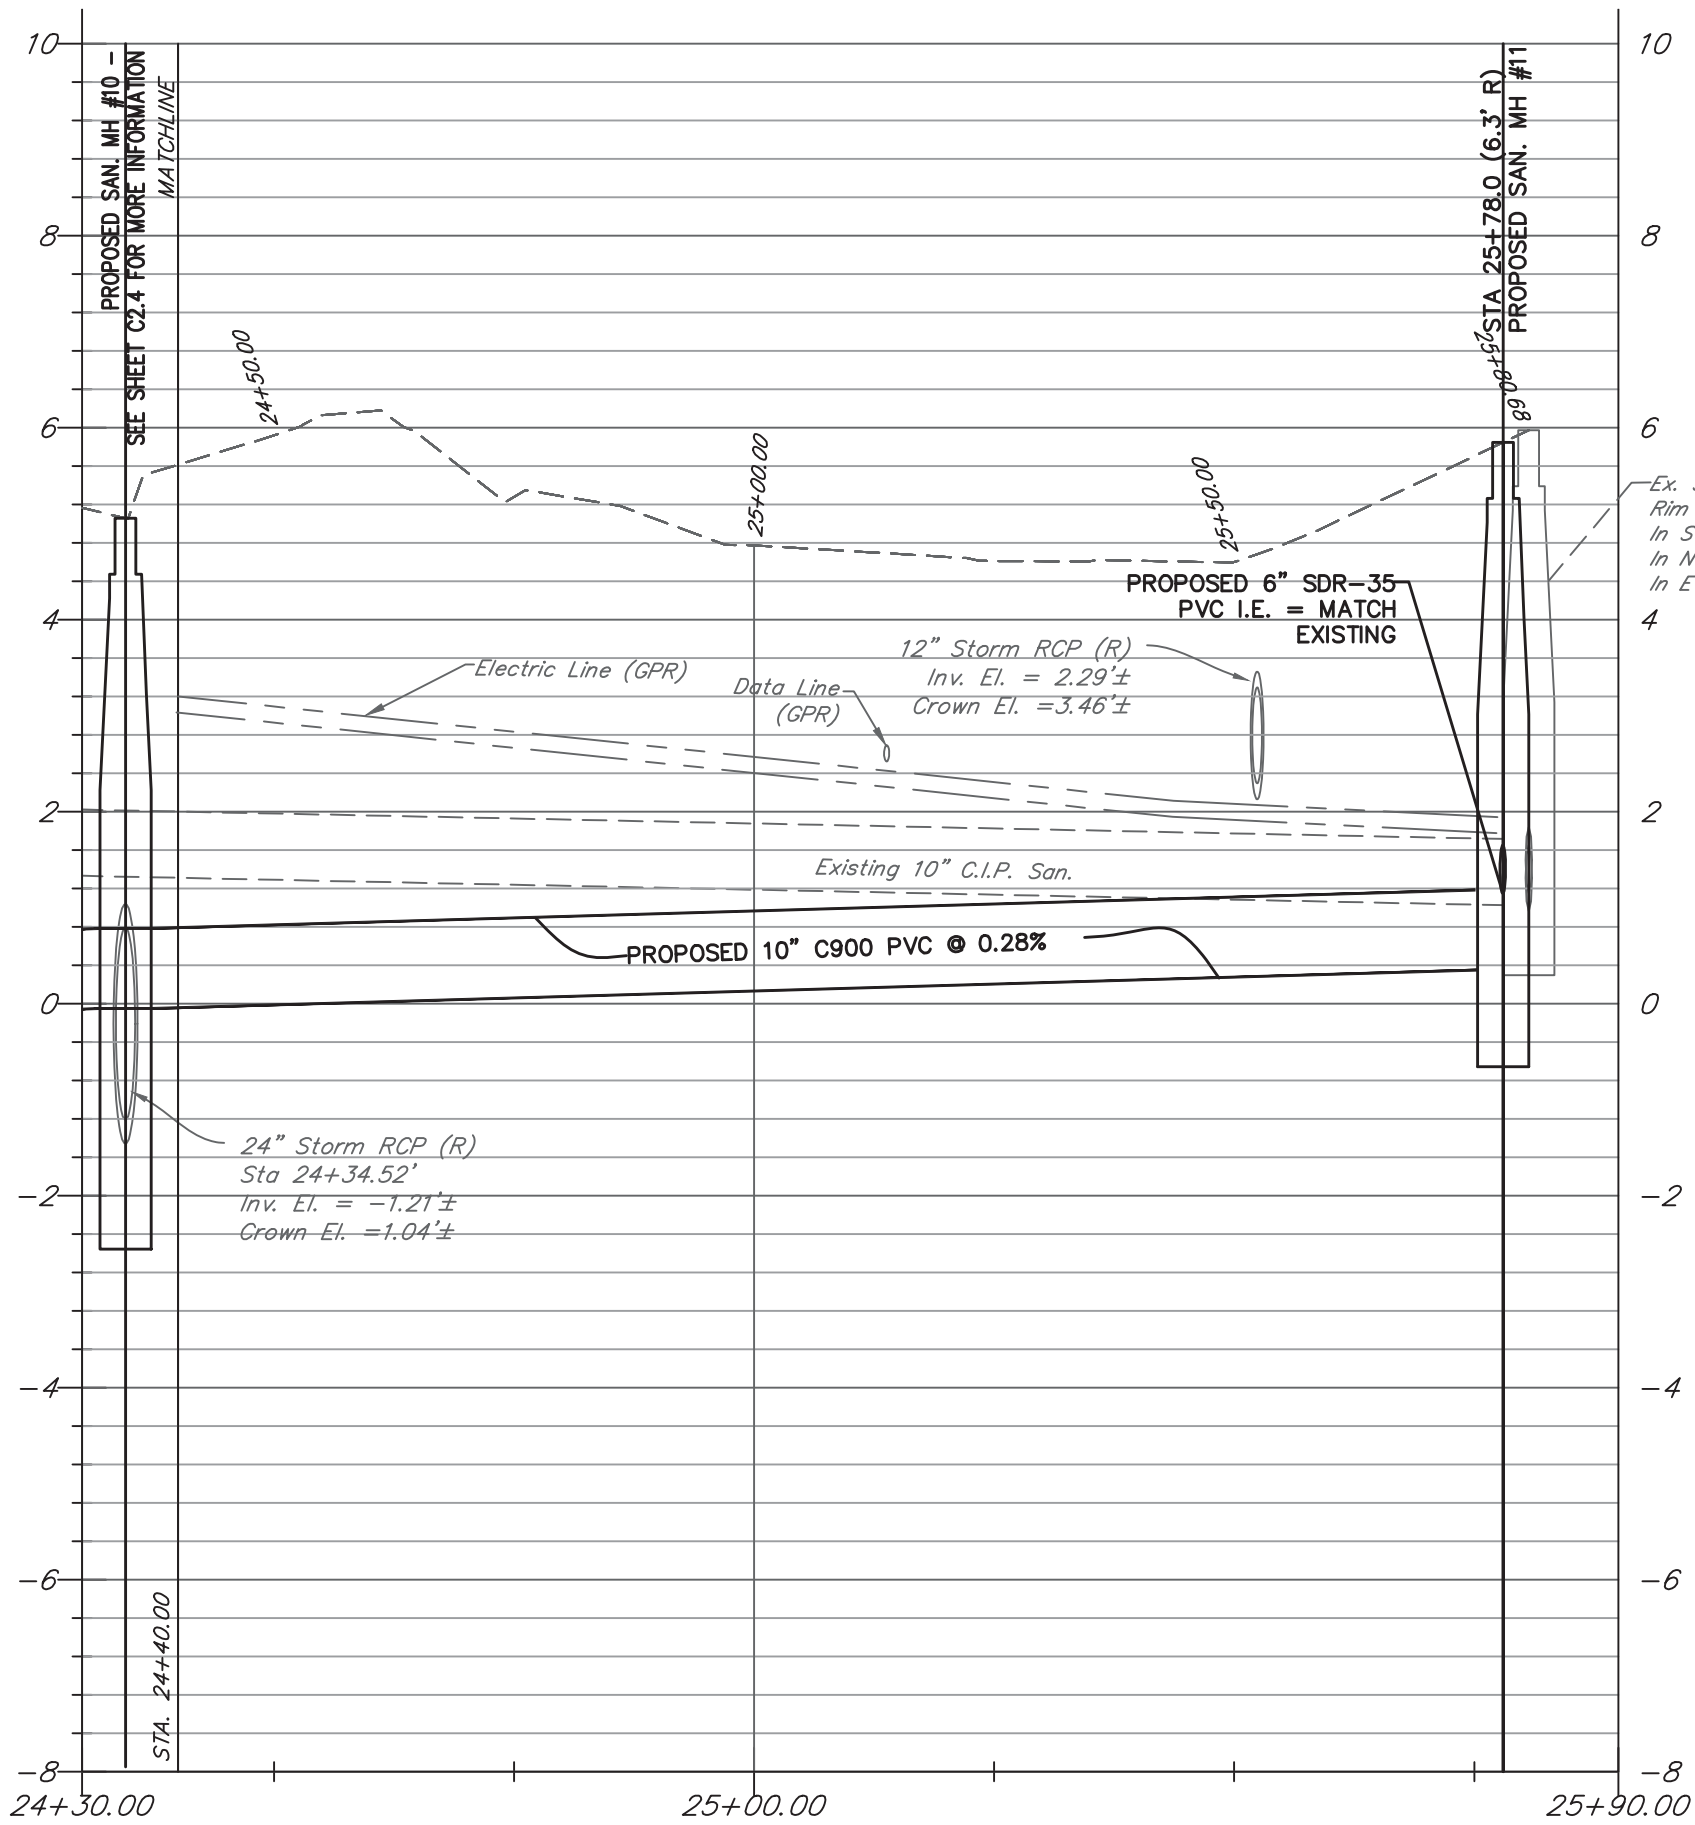 10
8
6
4
2
0
-2
-4
-6
-8
PROPOSED SAN. MH #10 -
SEE SHEET C2.4 FOR MORE INFORMATION
MATCHLINE
STA. 24+40.00
24+50.00
25+00.00
25+50.00
25+80.68
STA 25+78.0 (6.3' R)
PROPOSED SAN. MH #11
PROPOSED 6" SDR-35
PVC I.E. = MATCH
EXISTING
12" Storm RCP (R)
Inv. El. = 2.29'±
Crown El. =3.46'±
Electric Line (GPR)
Data Line
(GPR)
Existing 10" C.I.P. San.
PROPOSED 10" C900 PVC @ 0.28%
24" Storm RCP (R)
Sta 24+34.52'
Inv. El. = -1.21'±
Crown El. =1.04'±
Ex.
Rim
In S
In N
In E
10
8
6
4
2
0
-2
-4
-6
-8
24+30.00
25+00.00
25+90.00